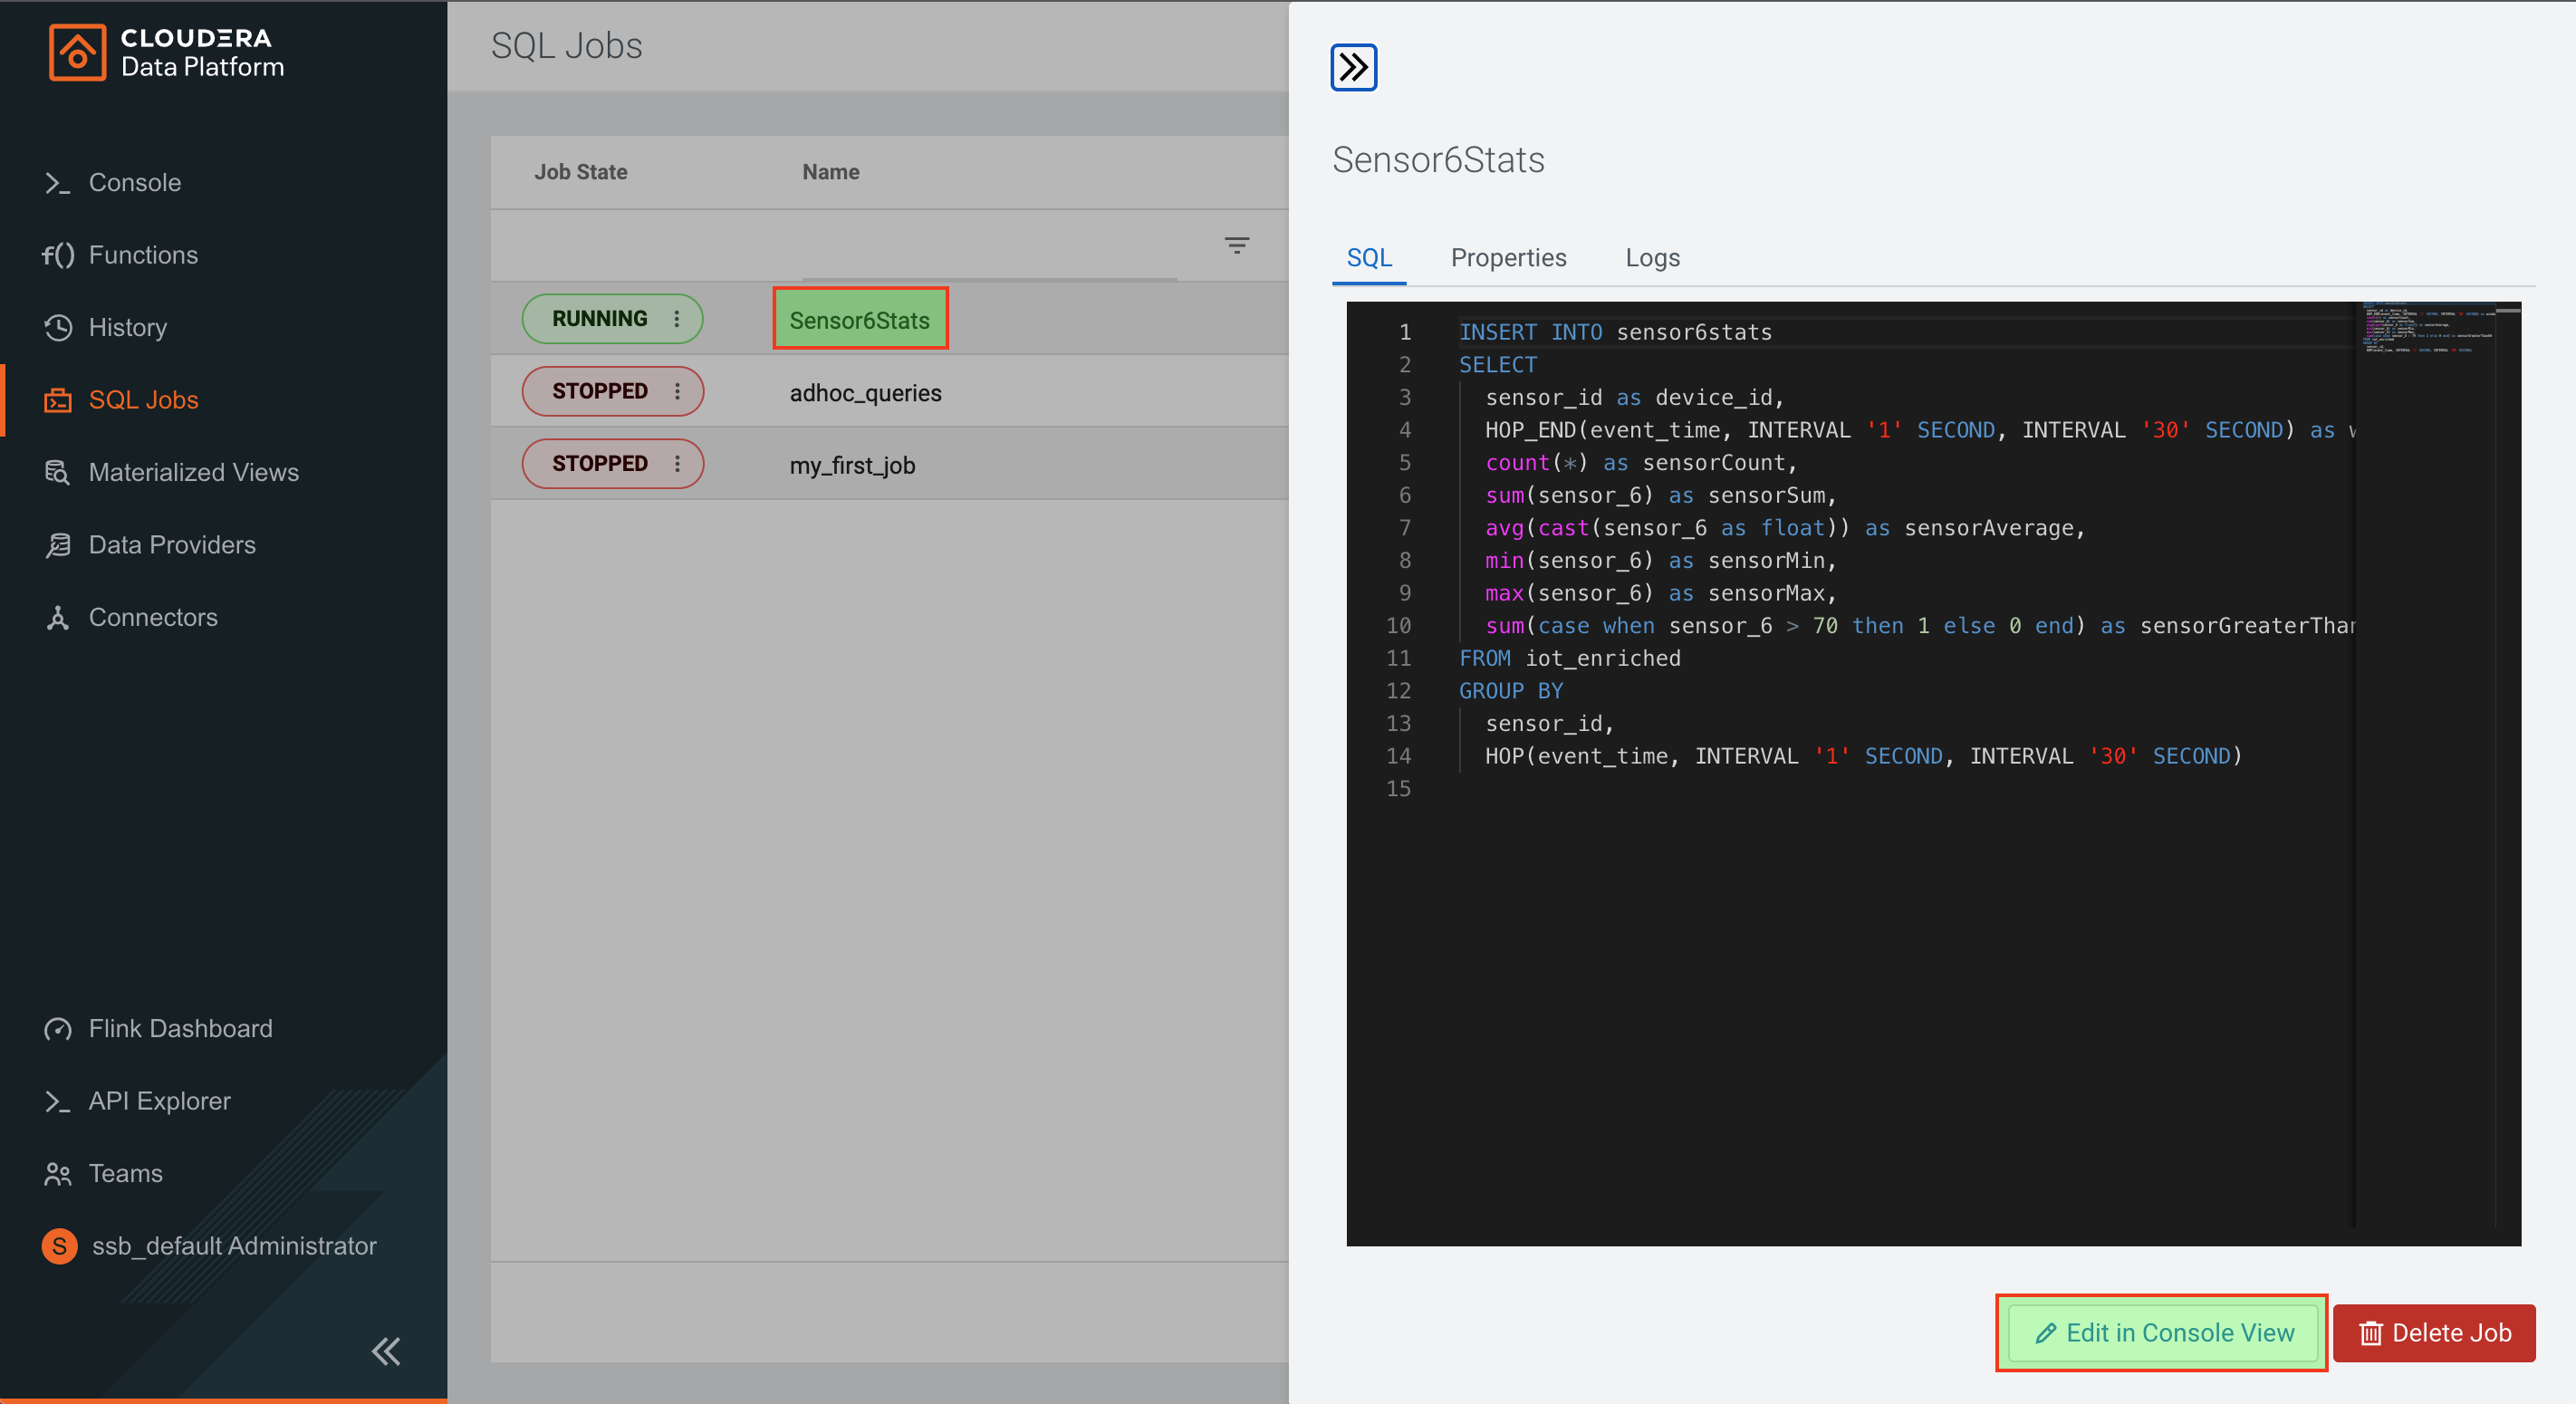 CLOUDERA
Data Platform
Console
Functions
History
SQL Jobs
Materialized Views
Data Providers
Connectors
Flink Dashboard
API Explorer
Teams
S ssb_default Administrator
SQL Jobs
Job State Name
RUNNING Sensor6Stats
STOPPED adhoc_queries
STOPPED my_first_job
Sensor6Stats
SQL Properties Logs
1 INSERT INTO sensor6stats
2 SELECT
3 sensor_id as device_id,
4 HOP_END(event_time, INTERVAL '1' SECOND, INTERVAL '30' SECOND) as
5 count(*) as sensorCount,
6 sum(sensor_6) as sensorSum,
7 avg(cast(sensor_6 as float)) as sensorAverage,
8 min(sensor_6) as sensorMin,
9 max(sensor_6) as sensorMax,
10 sum(case when sensor_6 > 70 then 1 else 0 end) as sensorGreaterThan
11 FROM iot_enriched
12 GROUP BY
13 sensor_id,
14 HOP(event_time, INTERVAL '1' SECOND, INTERVAL '30' SECOND)
15
Edit in Console View Delete Job